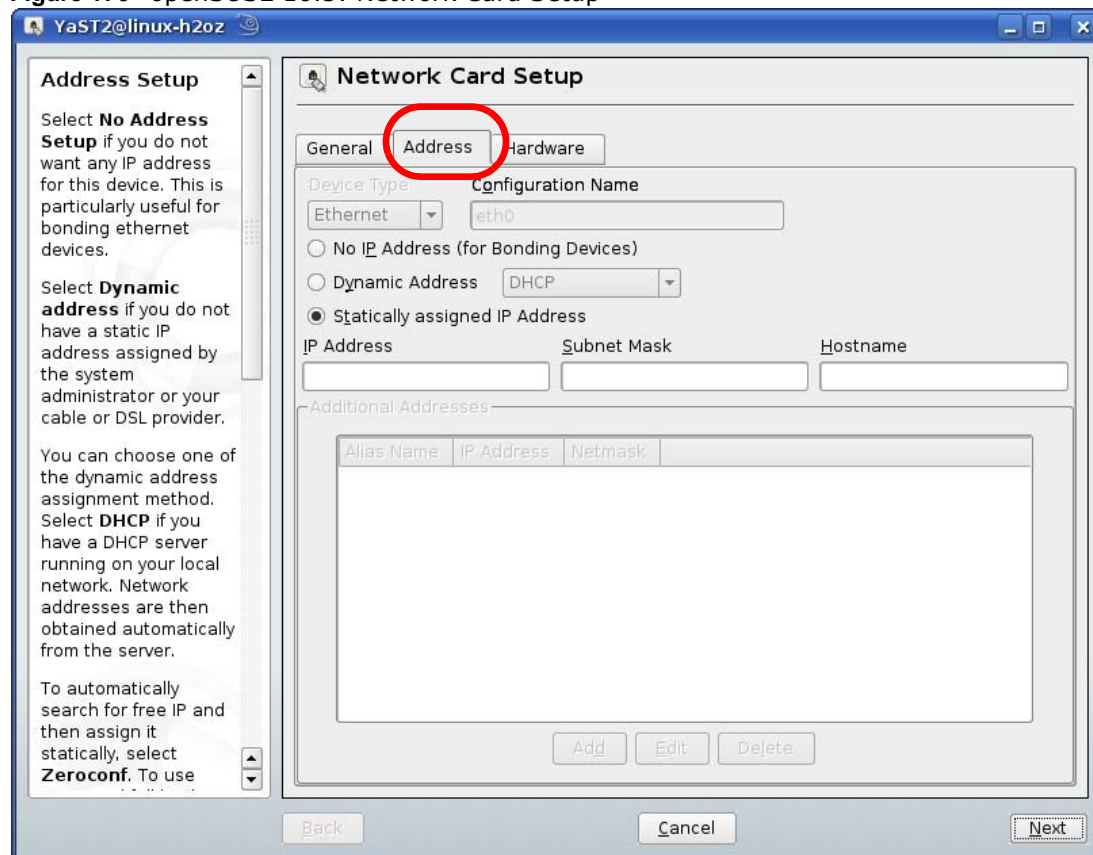 YaST2@linux-h2oz
Address Setup
Select No Address
Setup if you do not
want any IP address
for this device. This is
particularly useful for
bonding ethernet
devices.
Select Dynamic
address if you do not
have a static IP
address assigned by
the system
administrator or your
cable or DSL provider.
You can choose one of
the dynamic address
assignment method.
Select DHCP if you
have a DHCP server
running on your local
network. Network
addresses are then
obtained automatically
from the server.
To automatically
search for free IP and
then assign it
statically, select
Zeroconf. To use
Network Card Setup
General Address Hardware
Device Type Configuration Name
Ethernet eth0
No IP Address (for Bonding Devices)
Dynamic Address DHCP
Statically assigned IP Address
IP Address Subnet Mask Hostname
Additional Addresses
Alias Name IP Address Netmask
Add Edit Delete
Back Cancel Next